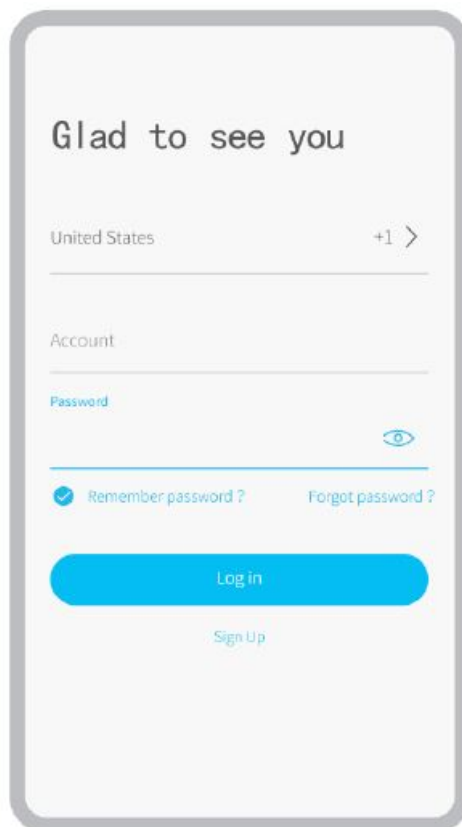 Glad to see you
United States +1
Account
Password
Remember password ? Forgot password ?
Log in
Sign Up